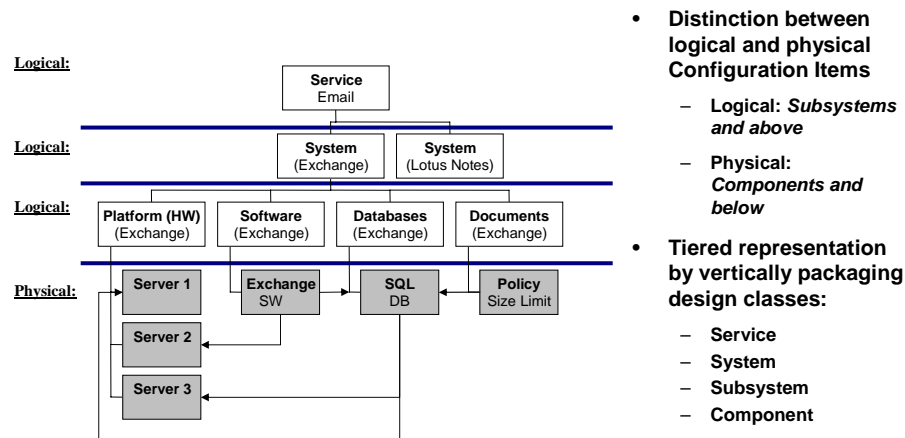 Logical:
Service
Email
Logical:
System
(Exchange)
System
(Lotus Notes)
Logical:
Platform (HW)
(Exchange)
Software
(Exchange)
Databases
(Exchange)
Documents
(Exchange)
Physical:
Server 1
Exchange
SW
SQL
DB
Policy
Size Limit
Server 2
Server 3
• Distinction between
logical and physical
Configuration Items
– Logical: Subsystems
and above
– Physical:
Components and
below
• Tiered representation
by vertically packaging
design classes:
– Service
– System
– Subsystem
– Component